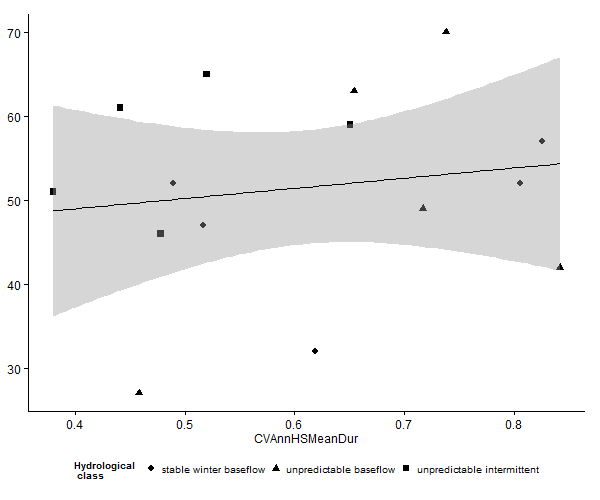 70
60
50
40
30
0.4 0.5 0.6 0.7 0.8
CVAnnHSMeanDur
Hydrological
class
stable winter baseflow unpredictable baseflow unpredictable intermittent